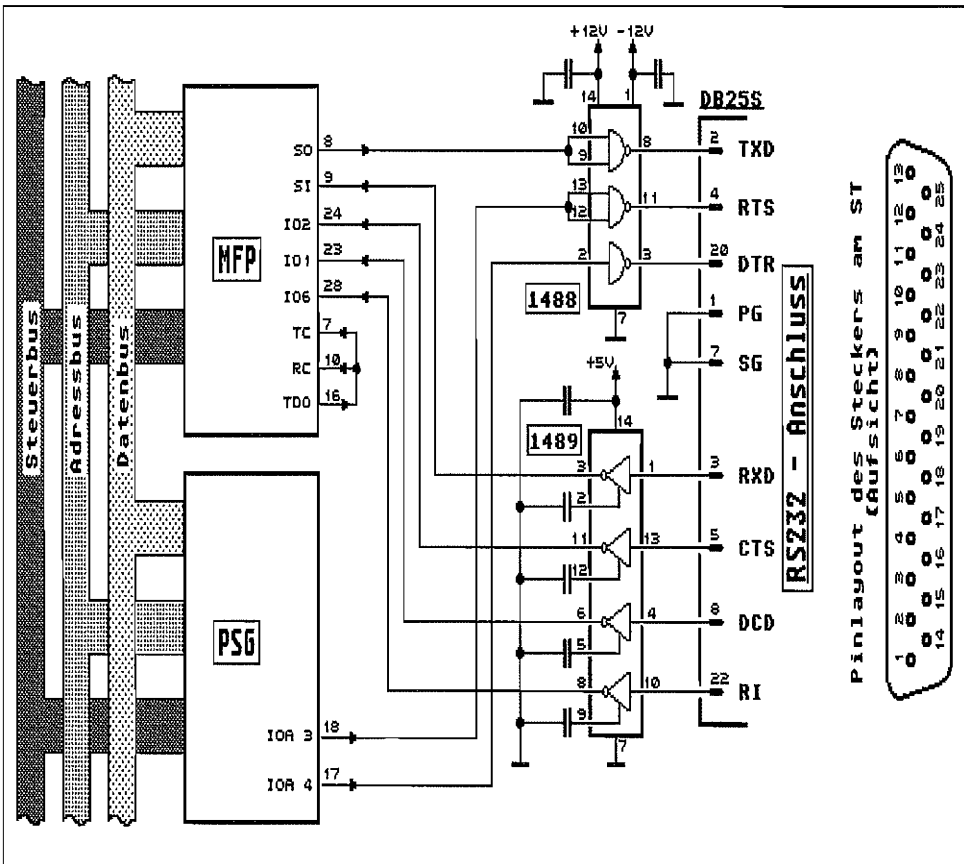 +12V -12V
14 1
DB25S
MFP
SO 8
SI 9
IO2 24
IO1 23
IO6 28
TC 7
RC 10
TDO 16
10
9 8
13
12 11
2 3
1488
7
2 TXD
4 RTS
20 DTR
1 PG
7 SG
+5V
14
1489
3 1
2
11 13
12
6 4
5
8 10
9
7
3 RXD
5 CTS
8 DCD
22 RI
PSG
IOA 3 18
IOA 4 17
Steuerbus
Adressbus
Datenbus
RS232 - Anschluss
Pinlayout des Steckers am ST
(Aufsicht)
1 2 3 4 5 6 7 8 9 10 11 12 13
14 15 16 17 18 19 20 21 22 23 24 25